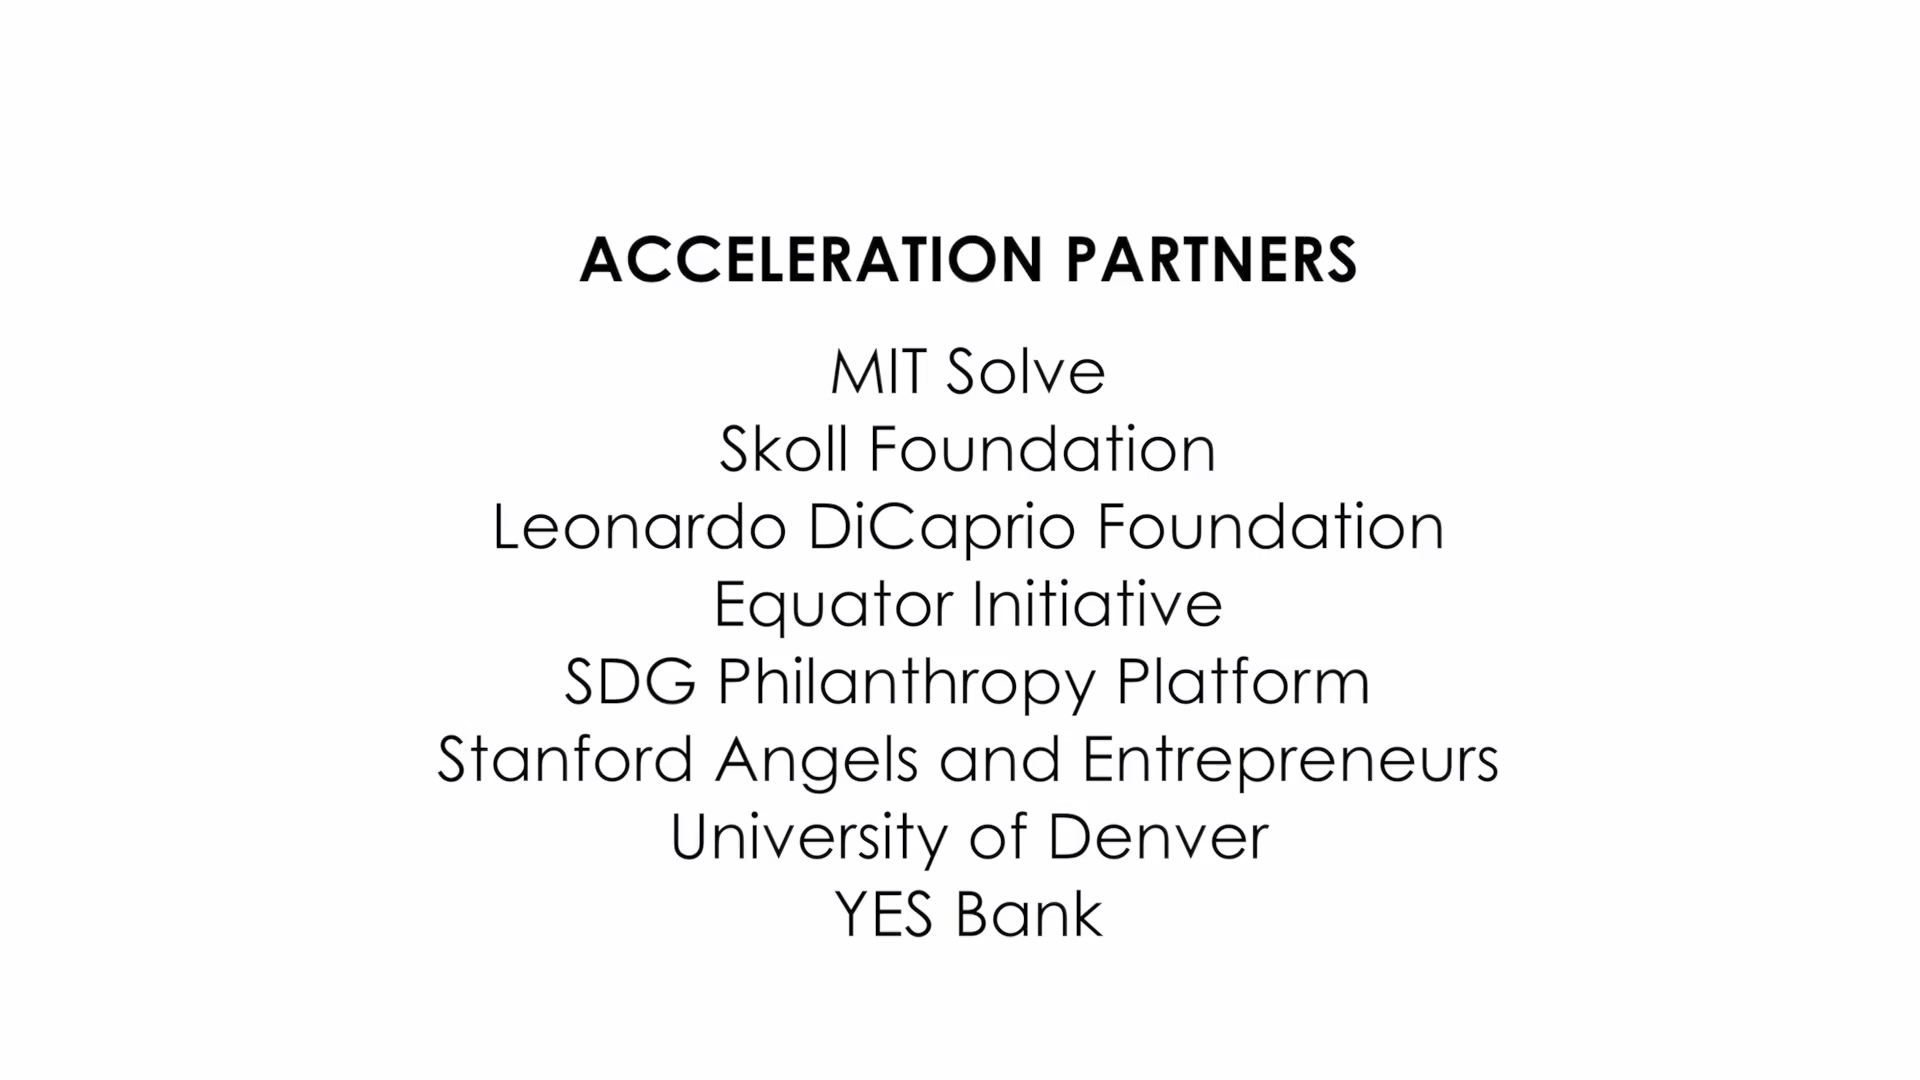 ACCELERATION PARTNERS
MIT Solve
Skoll Foundation
Leonardo DiCaprio Foundation
Equator Initiative
SDG Philanthropy Platform
Stanford Angels and Entrepreneurs
University of Denver
YES Bank